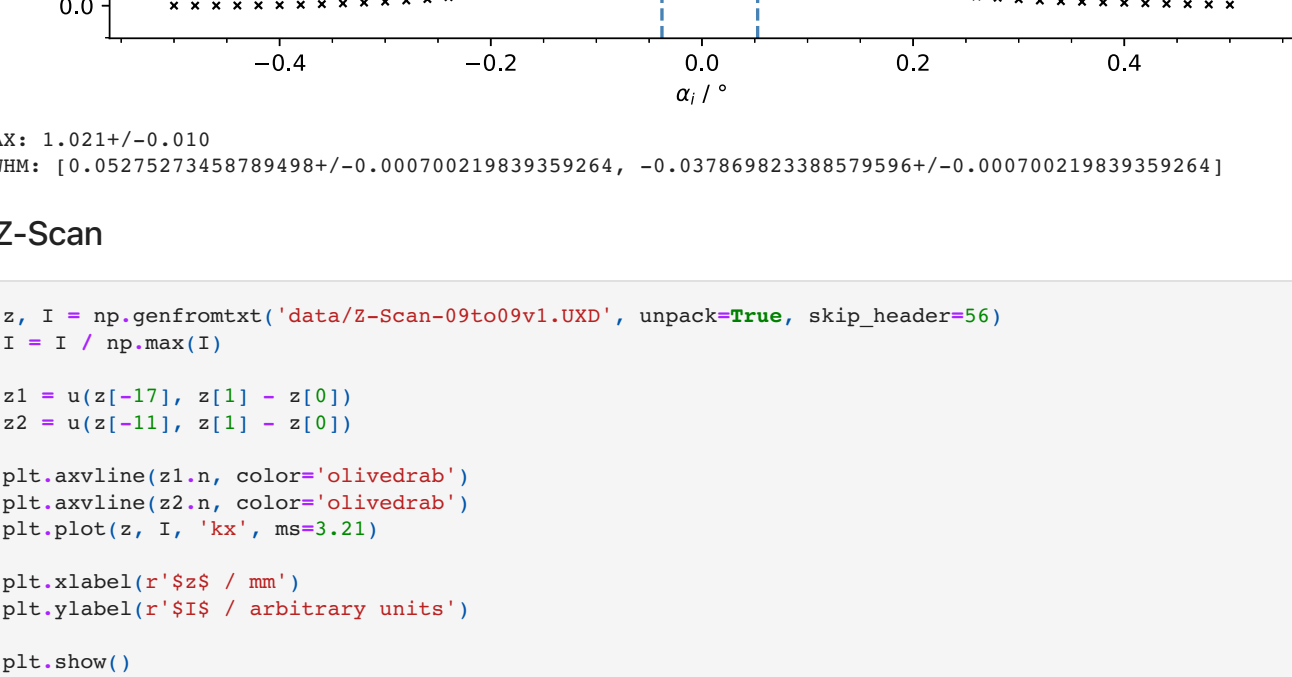 0.0
−0.4 −0.2 0.0 0.2 0.4
αi / °
AX: 1.021+/-0.010
WHM: [0.05275273458789498+/-0.000700219839359264, -0.037869823388579596+/-0.000700219839359264]
Z-Scan
z, I = np.genfromtxt('data/Z-Scan-09to09v1.UXD', unpack=True, skip_header=56)
I = I / np.max(I)
z1 = u(z[-17], z[1] - z[0])
z2 = u(z[-11], z[1] - z[0])
plt.axvline(z1.n, color='olivedrab')
plt.axvline(z2.n, color='olivedrab')
plt.plot(z, I, 'kx', ms=3.21)
plt.xlabel(r'$z$ / mm')
plt.ylabel(r'$I$ / arbitrary units')
plt.show()